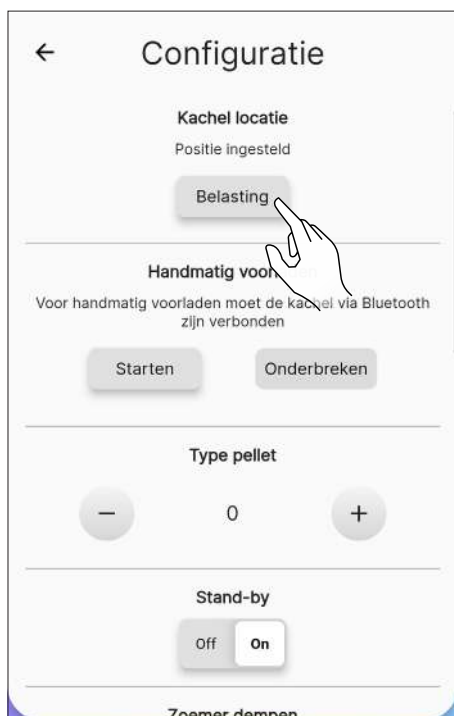 Configuratie
Kachel locatie
Positie ingesteld
Belasting
Handmatig
Voor handmatig voorladen moet de kachel via Bluetooth
zijn verbonden
Starten Onderbreken
Type pellet
− 0 +
Stand-by
Off On
Zoemer dempen